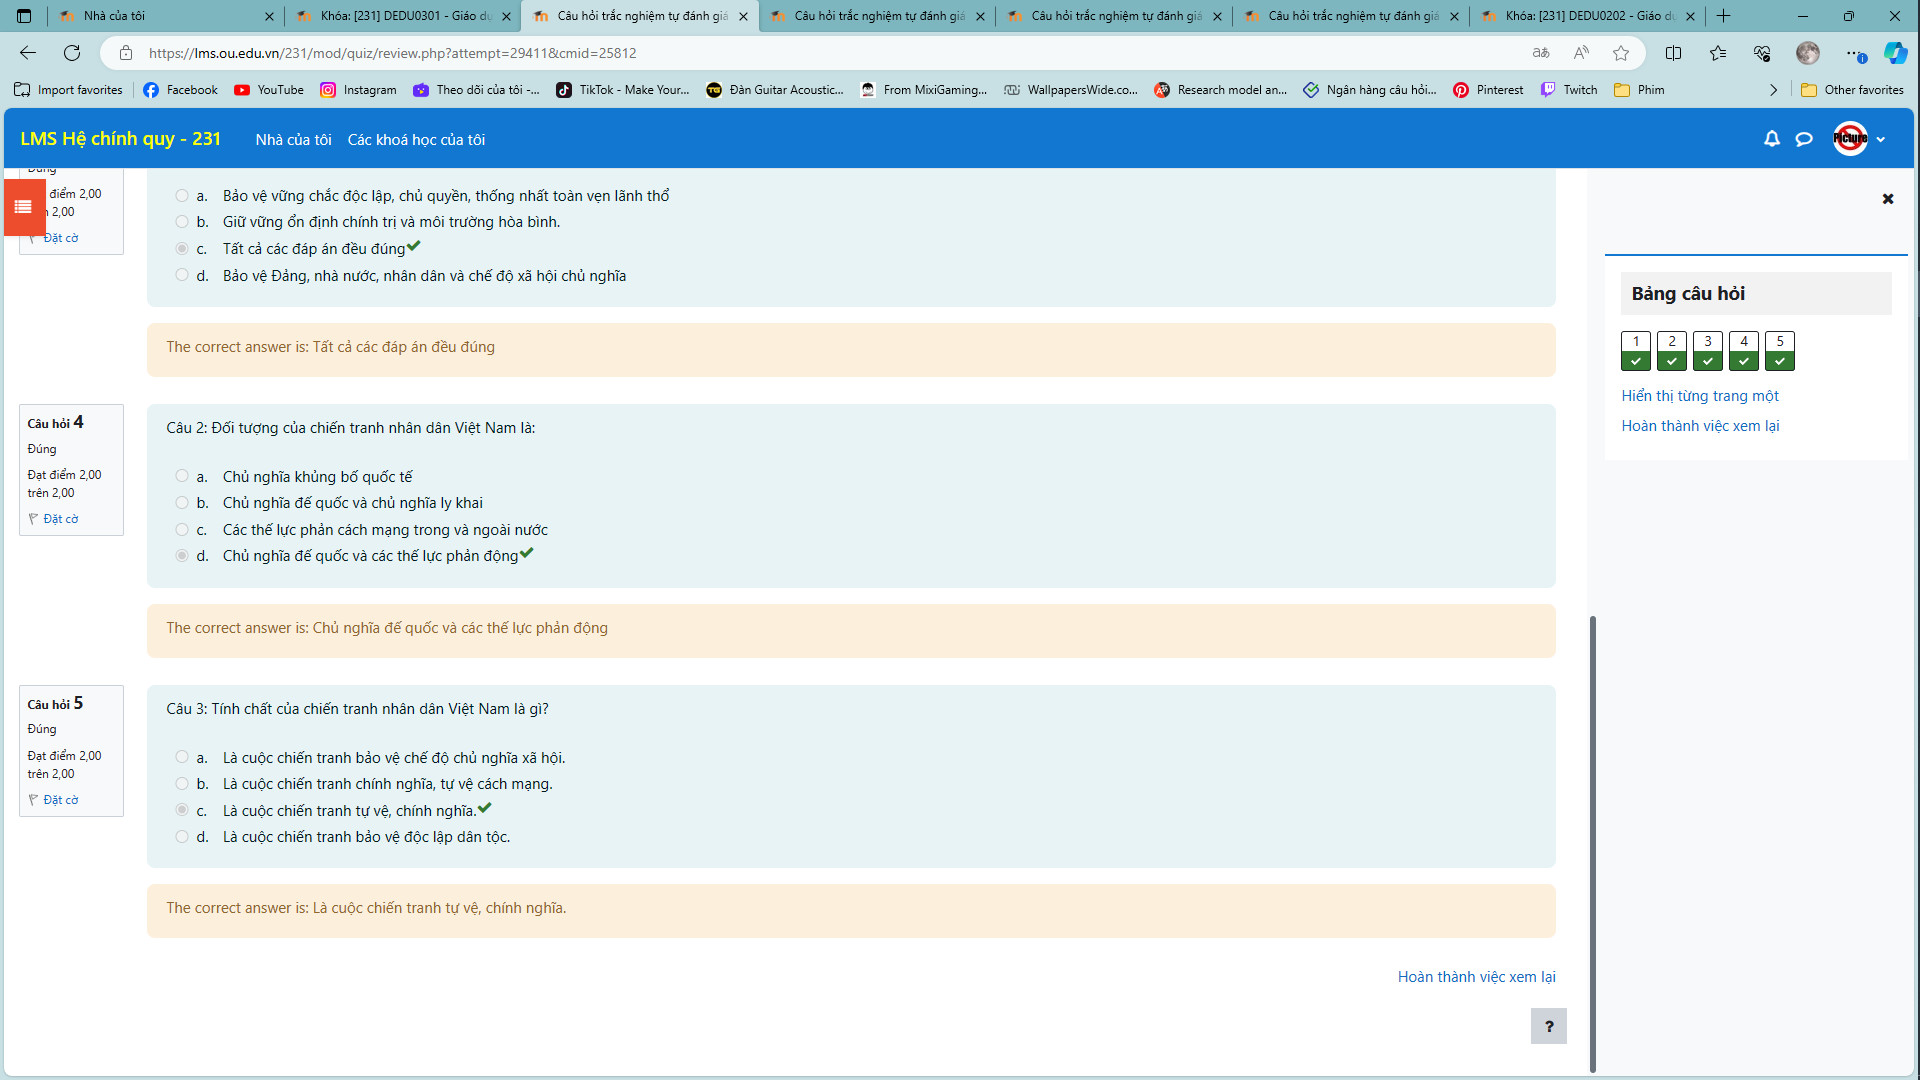 Nhà của tôi
Khóa: [231] DEDU0301 - Giáo dụ
Câu hỏi trắc nghiệm tự đánh giá
Câu hỏi trắc nghiệm tự đánh giá
Câu hỏi trắc nghiệm tự đánh giá
Câu hỏi trắc nghiệm tự đánh giá
Khóa: [231] DEDU0202 - Giáo dụ
https://lms.ou.edu.vn/231/mod/quiz/review.php?attempt=29411&cmid=25812
Import favorites
Facebook
YouTube
Instagram
Theo dõi của tôi -...
TikTok - Make Your...
Đàn Guitar Acoustic...
From MixiGaming...
WallpapersWide.co...
Research model an...
Ngân hàng câu hỏi...
Pinterest
Twitch
Phim
Other favorites
LMS Hệ chính quy - 231
Nhà của tôi
Các khoá học của tôi
Picture
Đúng
điểm 2,00
2,00
Đặt cờ
a. Bảo vệ vững chắc độc lập, chủ quyền, thống nhất toàn vẹn lãnh thổ
b. Giữ vững ổn định chính trị và môi trường hòa bình.
c. Tất cả các đáp án đều đúng
d. Bảo vệ Đảng, nhà nước, nhân dân và chế độ xã hội chủ nghĩa
The correct answer is: Tất cả các đáp án đều đúng
Câu hỏi 4
Đúng
Đạt điểm 2,00
trên 2,00
Đặt cờ
Câu 2: Đối tượng của chiến tranh nhân dân Việt Nam là:
a. Chủ nghĩa khủng bố quốc tế
b. Chủ nghĩa đế quốc và chủ nghĩa ly khai
c. Các thế lực phản cách mạng trong và ngoài nước
d. Chủ nghĩa đế quốc và các thế lực phản động
The correct answer is: Chủ nghĩa đế quốc và các thế lực phản động
Câu hỏi 5
Đúng
Đạt điểm 2,00
trên 2,00
Đặt cờ
Câu 3: Tính chất của chiến tranh nhân dân Việt Nam là gì?
a. Là cuộc chiến tranh bảo vệ chế độ chủ nghĩa xã hội.
b. Là cuộc chiến tranh chính nghĩa, tự vệ cách mạng.
c. Là cuộc chiến tranh tự vệ, chính nghĩa.
d. Là cuộc chiến tranh bảo vệ độc lập dân tộc.
The correct answer is: Là cuộc chiến tranh tự vệ, chính nghĩa.
Hoàn thành việc xem lại
?
Bảng câu hỏi
1 2 3 4 5
Hiển thị từng trang một
Hoàn thành việc xem lại